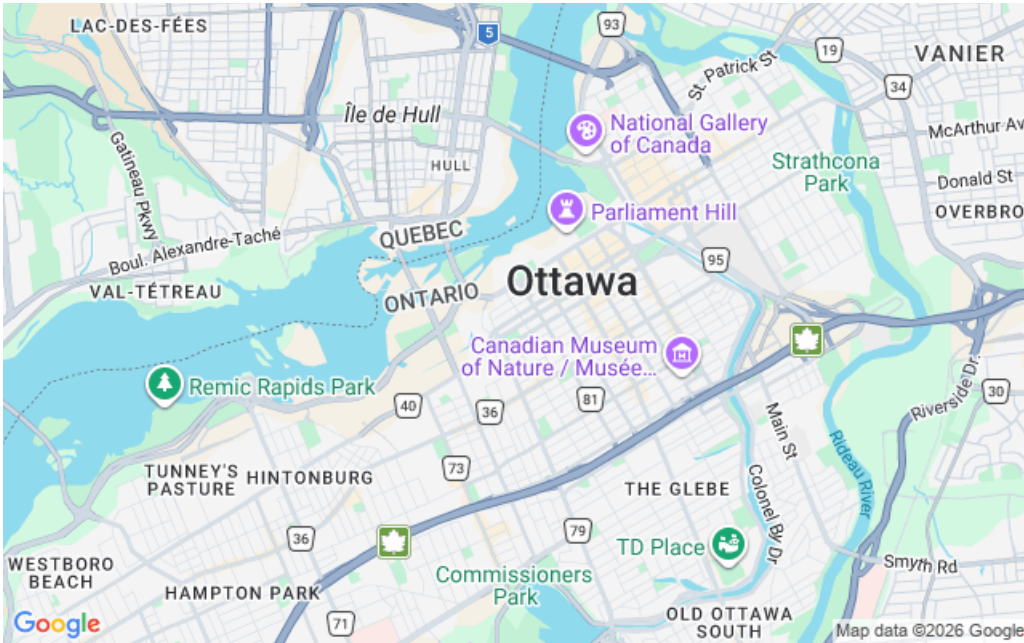 LAC-DES-FÉES
5
93
19
VANIER
St. Patrick St
34
Île de Hull
National Gallery
of Canada
McArthur Av
Gatineau Pkwy
HULL
Strathcona
Park
Donald St
Parliament Hill
OVERBRO
QUEBEC
Boul. Alexandre-Taché
95
Ottawa
VAL-TÉTREAU
ONTARIO
Canadian Museum
of Nature / Musée...
Remic Rapids Park
40
36
81
30
Riverside Dr.
Main St
Rideau River
73
TUNNEY'S
PASTURE
HINTONBURG
THE GLEBE
Colonel By Dr
36
79
TD Place
WESTBORO
BEACH
Smyth Rd
Commissioners
Park
HAMPTON PARK
OLD OTTAWA
SOUTH
71
Google
Map data ©2026 Google